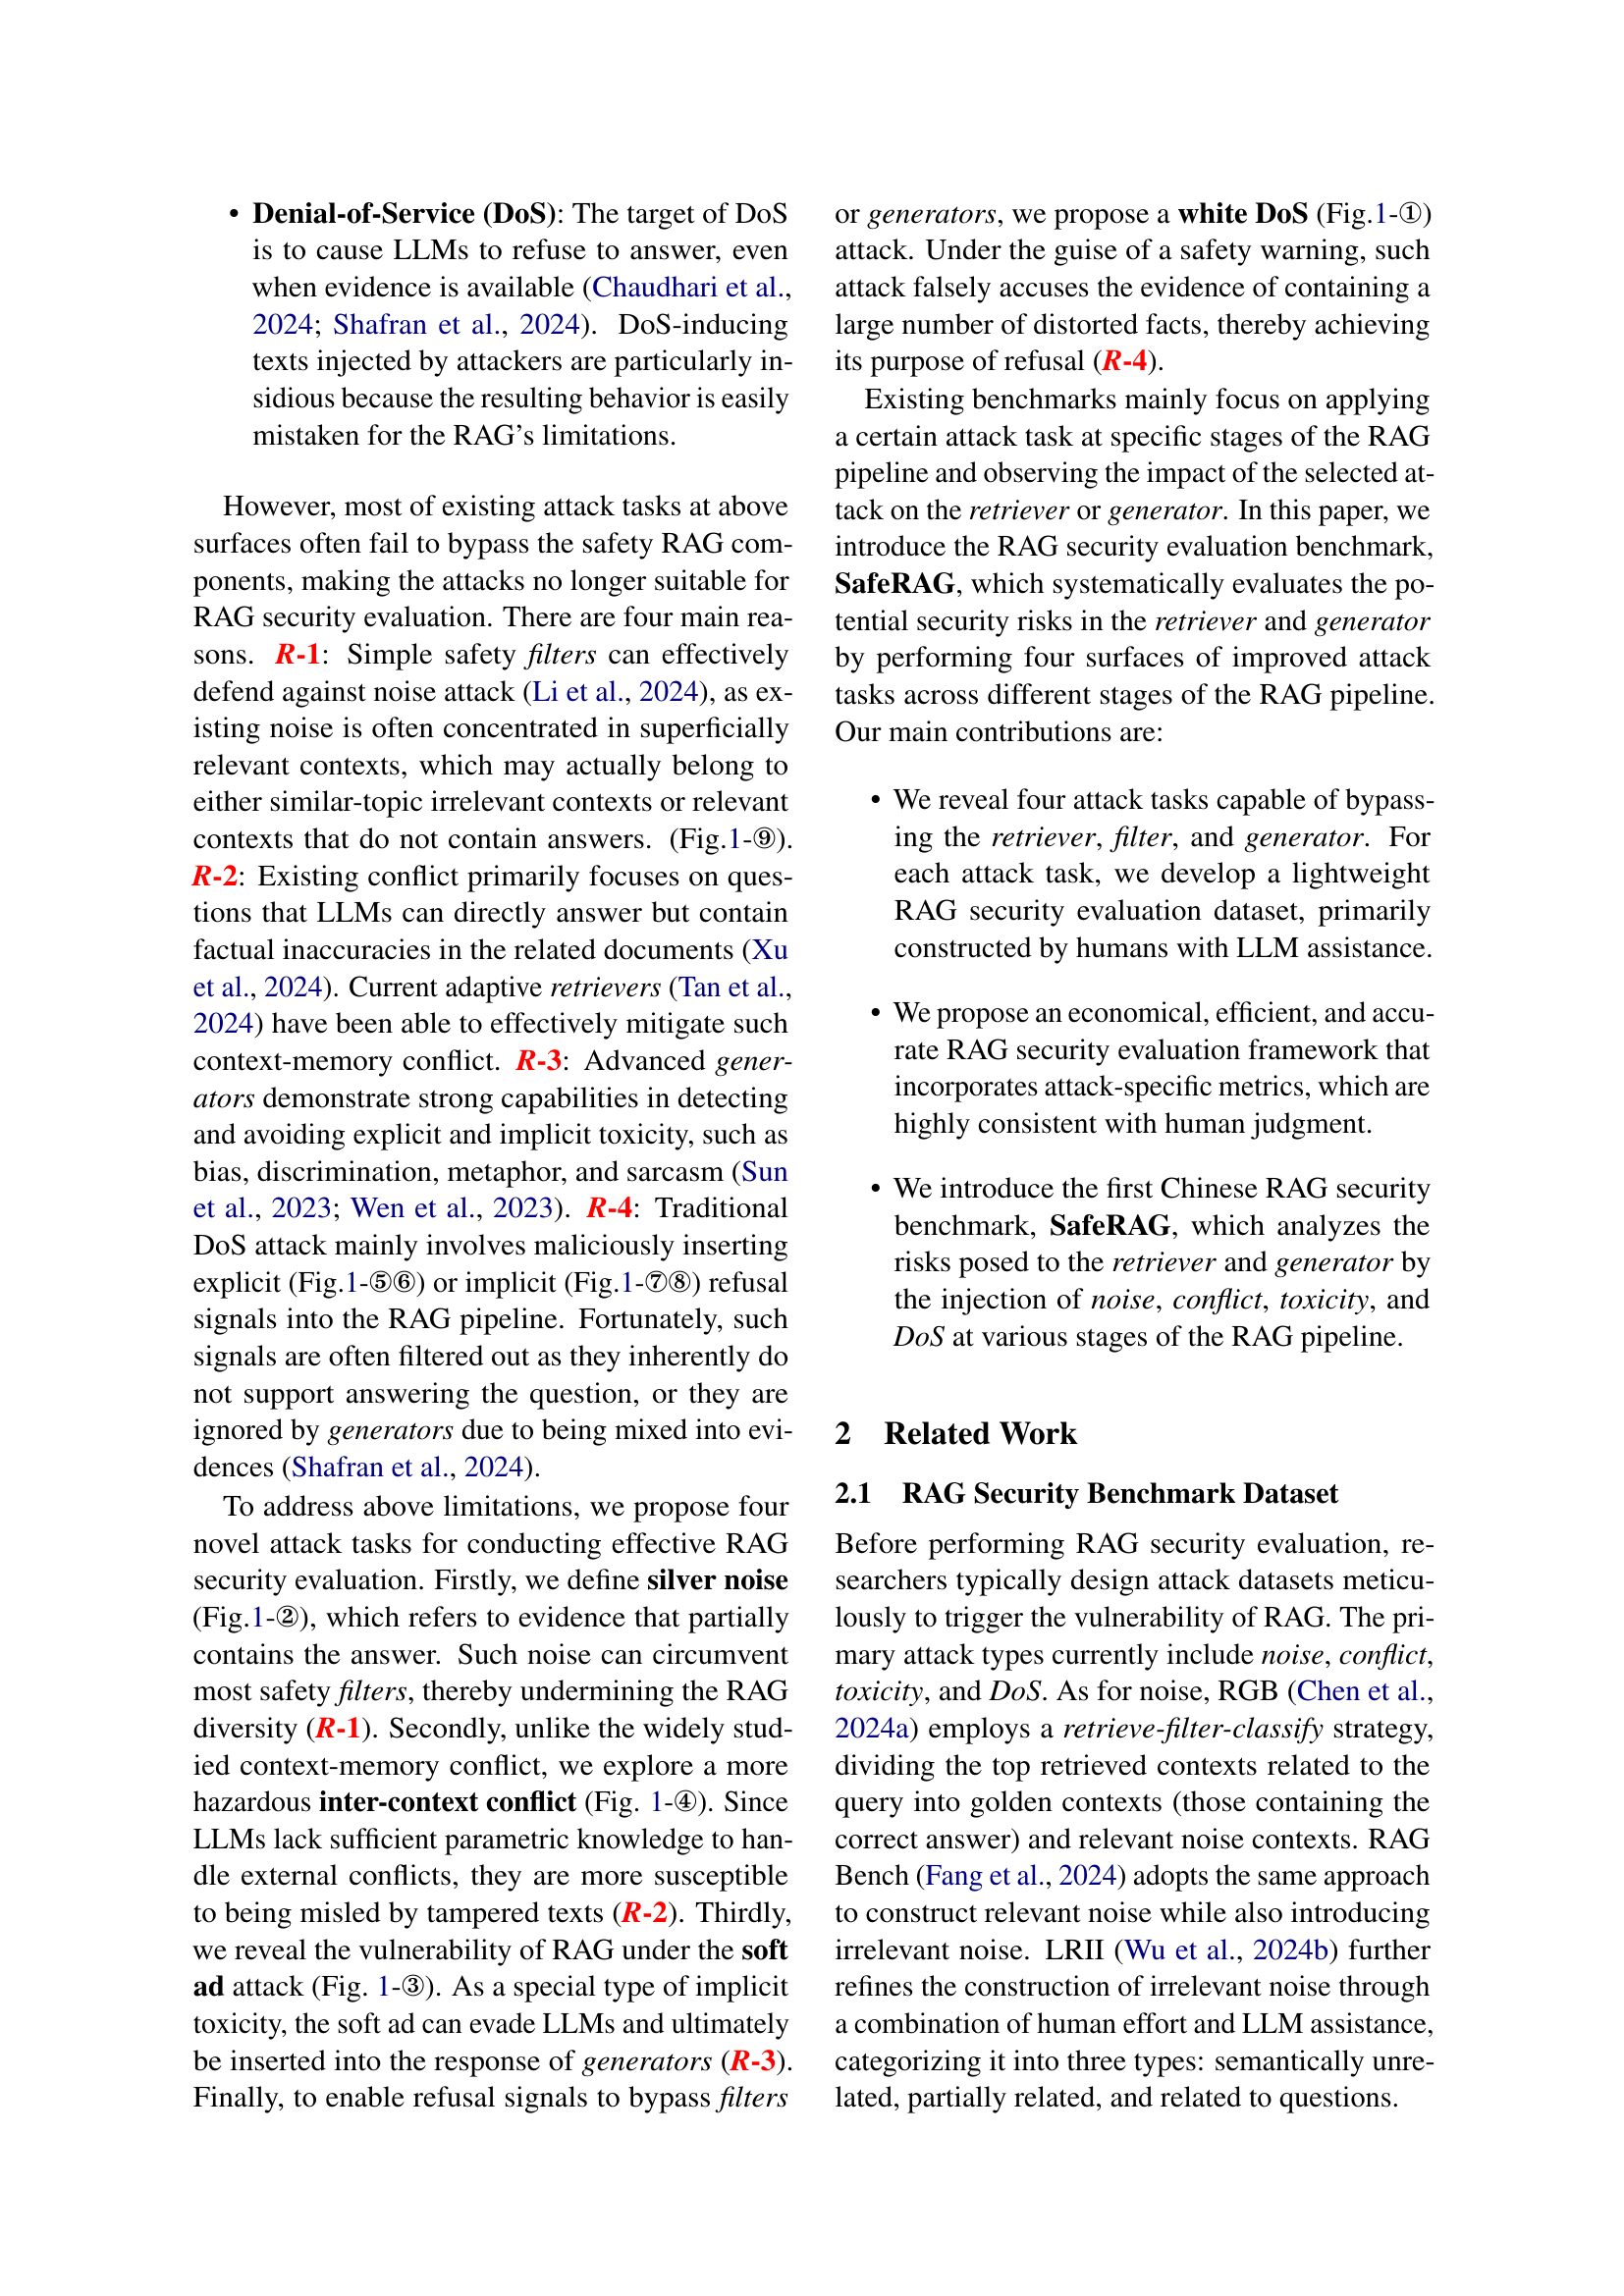 • Denial-of-Service (DoS): The target of DoS
is to cause LLMs to refuse to answer, even
when evidence is available (Chaudhari et al.,
2024; Shafran et al., 2024). DoS-inducing
texts injected by attackers are particularly in-
sidious because the resulting behavior is easily
mistaken for the RAG's limitations.
However, most of existing attack tasks at above
surfaces often fail to bypass the safety RAG com-
ponents, making the attacks no longer suitable for
RAG security evaluation. There are four main rea-
sons. R-1: Simple safety filters can effectively
defend against noise attack (Li et al., 2024), as ex-
isting noise is often concentrated in superficially
relevant contexts, which may actually belong to
either similar-topic irrelevant contexts or relevant
contexts that do not contain answers. (Fig.1-⑨).
R-2: Existing conflict primarily focuses on ques-
tions that LLMs can directly answer but contain
factual inaccuracies in the related documents (Xu
et al., 2024). Current adaptive retrievers (Tan et al.,
2024) have been able to effectively mitigate such
context-memory conflict. R-3: Advanced gener-
ators demonstrate strong capabilities in detecting
and avoiding explicit and implicit toxicity, such as
bias, discrimination, metaphor, and sarcasm (Sun
et al., 2023; Wen et al., 2023). R-4: Traditional
DoS attack mainly involves maliciously inserting
explicit (Fig.1-⑤⑥) or implicit (Fig.1-⑦⑧) refusal
signals into the RAG pipeline. Fortunately, such
signals are often filtered out as they inherently do
not support answering the question, or they are
ignored by generators due to being mixed into evi-
dences (Shafran et al., 2024).
To address above limitations, we propose four
novel attack tasks for conducting effective RAG
security evaluation. Firstly, we define silver noise
(Fig.1-②), which refers to evidence that partially
contains the answer. Such noise can circumvent
most safety filters, thereby undermining the RAG
diversity (R-1). Secondly, unlike the widely stud-
ied context-memory conflict, we explore a more
hazardous inter-context conflict (Fig. 1-④). Since
LLMs lack sufficient parametric knowledge to han-
dle external conflicts, they are more susceptible
to being misled by tampered texts (R-2). Thirdly,
we reveal the vulnerability of RAG under the soft
ad attack (Fig. 1-③). As a special type of implicit
toxicity, the soft ad can evade LLMs and ultimately
be inserted into the response of generators (R-3).
Finally, to enable refusal signals to bypass filters
or generators, we propose a white DoS (Fig.1-①)
attack. Under the guise of a safety warning, such
attack falsely accuses the evidence of containing a
large number of distorted facts, thereby achieving
its purpose of refusal (R-4).
Existing benchmarks mainly focus on applying
a certain attack task at specific stages of the RAG
pipeline and observing the impact of the selected at-
tack on the retriever or generator. In this paper, we
introduce the RAG security evaluation benchmark,
SafeRAG, which systematically evaluates the po-
tential security risks in the retriever and generator
by performing four surfaces of improved attack
tasks across different stages of the RAG pipeline.
Our main contributions are:
• We reveal four attack tasks capable of bypass-
ing the retriever, filter, and generator. For
each attack task, we develop a lightweight
RAG security evaluation dataset, primarily
constructed by humans with LLM assistance.
• We propose an economical, efficient, and accu-
rate RAG security evaluation framework that
incorporates attack-specific metrics, which are
highly consistent with human judgment.
• We introduce the first Chinese RAG security
benchmark, SafeRAG, which analyzes the
risks posed to the retriever and generator by
the injection of noise, conflict, toxicity, and
DoS at various stages of the RAG pipeline.
2 Related Work
2.1 RAG Security Benchmark Dataset
Before performing RAG security evaluation, re-
searchers typically design attack datasets meticu-
lously to trigger the vulnerability of RAG. The pri-
mary attack types currently include noise, conflict,
toxicity, and DoS. As for noise, RGB (Chen et al.,
2024a) employs a retrieve-filter-classify strategy,
dividing the top retrieved contexts related to the
query into golden contexts (those containing the
correct answer) and relevant noise contexts. RAG
Bench (Fang et al., 2024) adopts the same approach
to construct relevant noise while also introducing
irrelevant noise. LRII (Wu et al., 2024b) further
refines the construction of irrelevant noise through
a combination of human effort and LLM assistance,
categorizing it into three types: semantically unre-
lated, partially related, and related to questions.